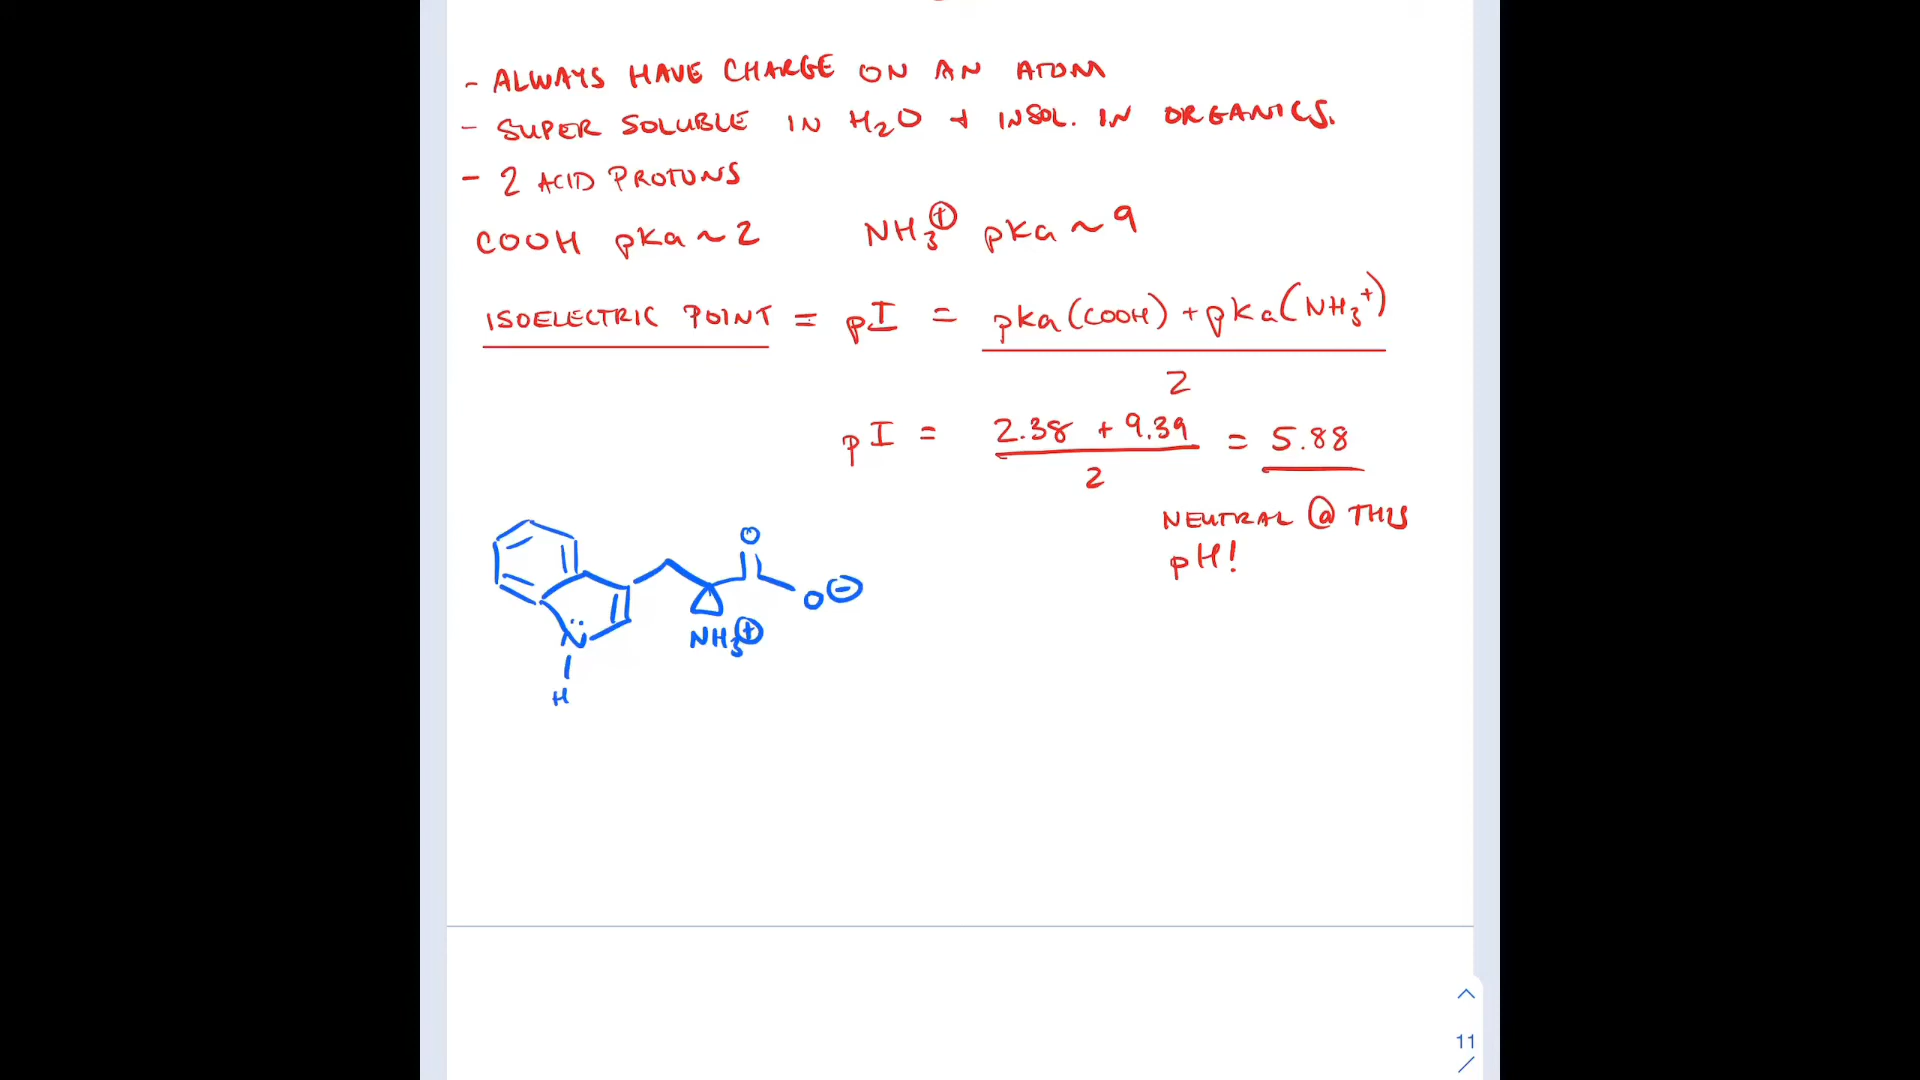 - ALWAYS HAVE CHARGE ON AN ATOM
- SUPER SOLUBLE IN H2O + INSOL. IN ORGANICS.
- 2 ACID PROTONS
COOH pKa ~ 2 NH3⊕ pKa ~ 9
ISOELECTRIC POINT = pI = pKa (COOH) + pKa (NH3+)
2
pI = 2.38 + 9.39 = 5.88
2
NEUTRAL @ THIS
pH!
O
O⊖
NH3⊕
N̈
H
11